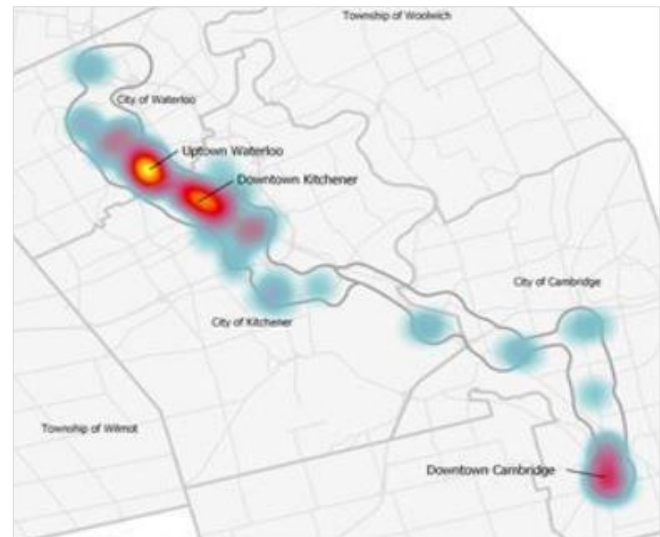 Township of Woolwich
City of Waterloo
Uptown Waterloo
Downtown Kitchener
City of Cambridge
City of Kitchener
Township of Wilmot
Downtown Cambridge